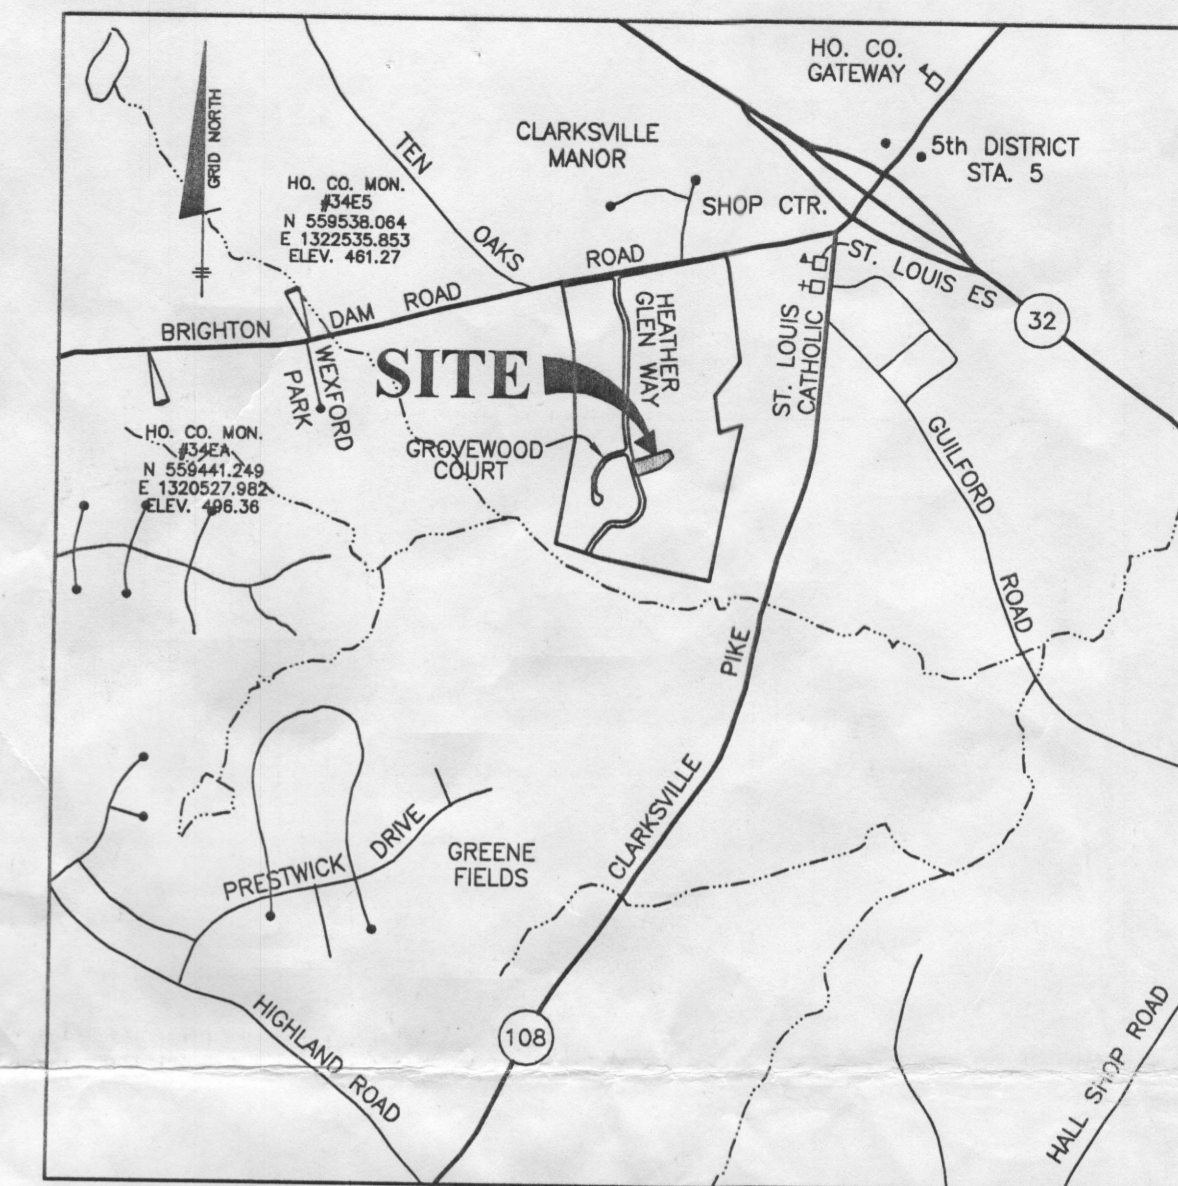 HO. CO.
GATEWAY
GRID NORTH
TEN
OAKS
CLARKSVILLE
MANOR
5th DISTRICT
STA. 5
HO. CO. MON.
#34E5
N 559538.064
E 1322535.853
ELEV. 461.27
SHOP CTR.
BRIGHTON
DAM
ROAD
ROAD
ST. LOUIS ES
32
HEATHER
GLEN WAY
WEXFORD
PARK
SITE
ST. LOUIS
CATHOLIC
GROVEWOOD
COURT
HO. CO. MON.
#34EA
N 559441.249
E 1320527.982
ELEV. 496.36
GUILFORD
ROAD
PIKE
CLARKSVILLE
PRESTWICK
DRIVE
GREENE
FIELDS
HIGHLAND ROAD
108
HALL SHOP ROAD